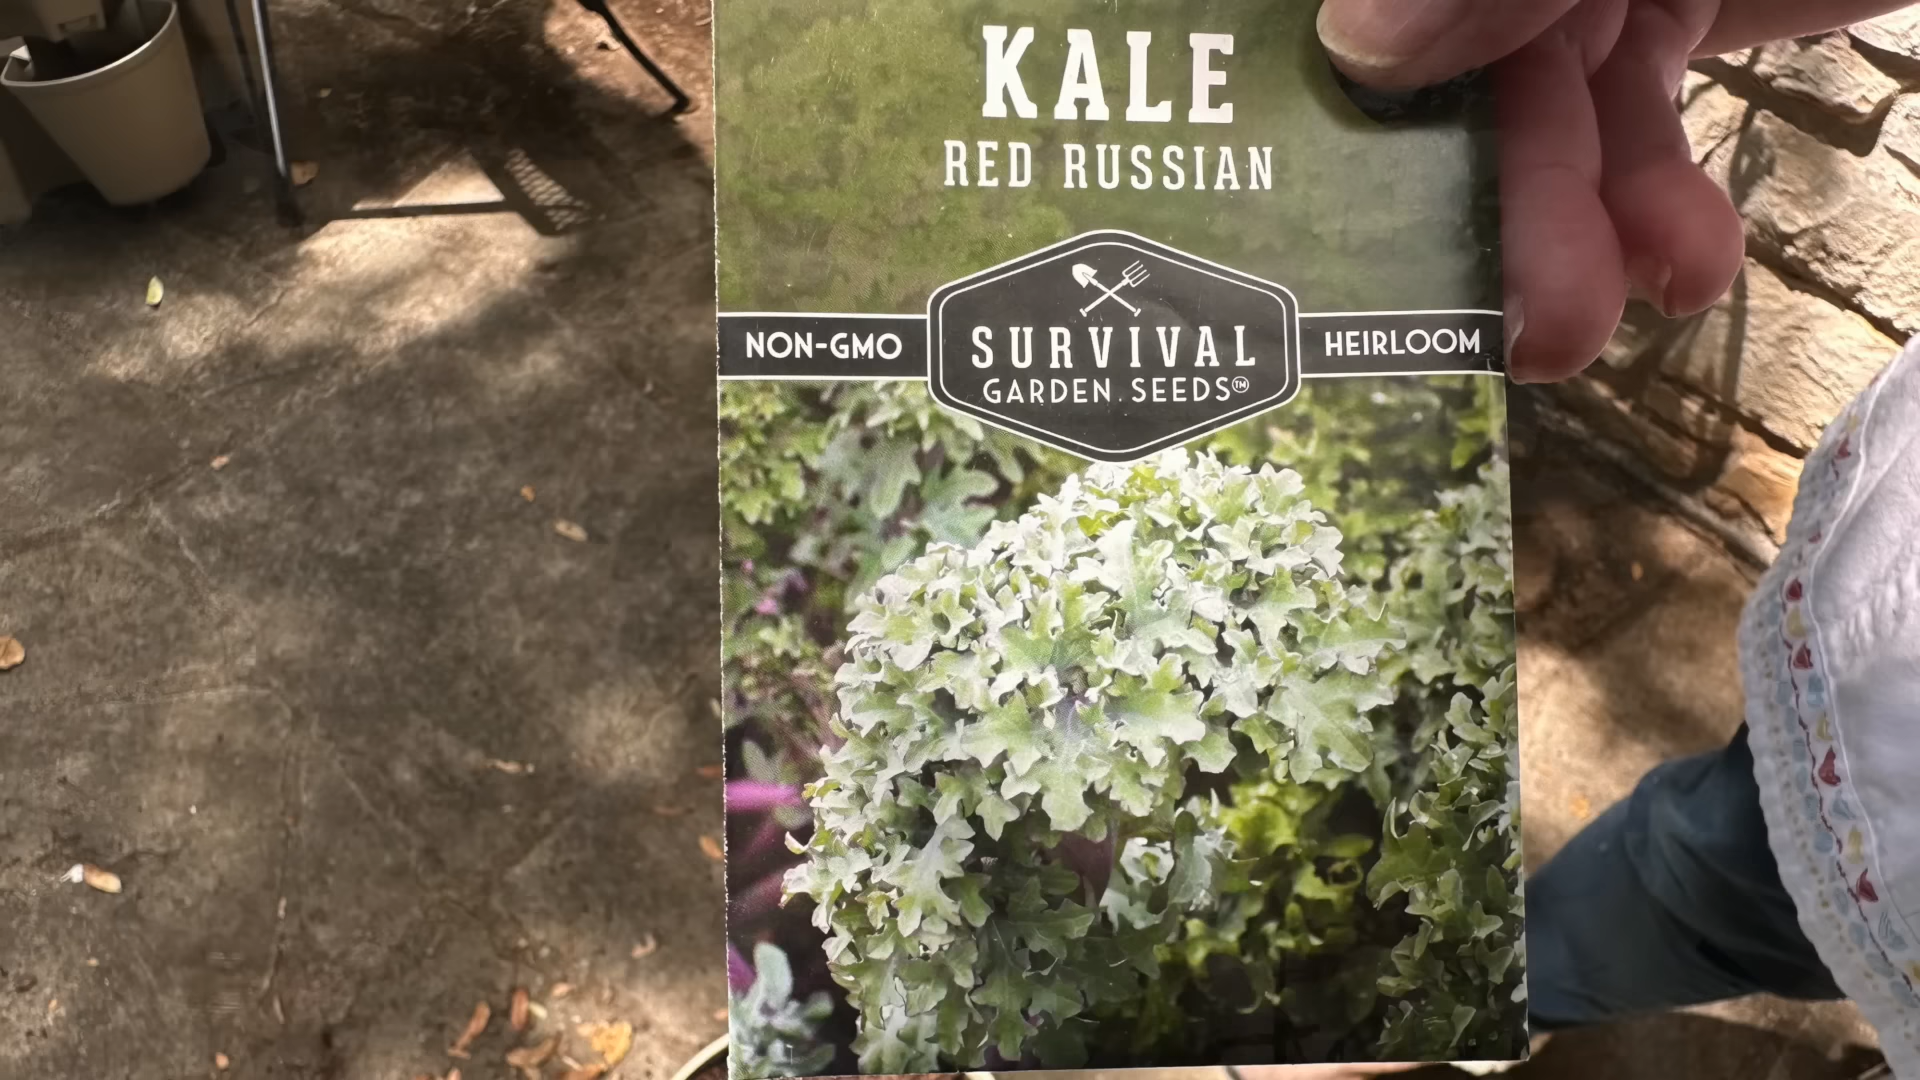 KALE
RED RUSSIAN
NON-GMO
SURVIVAL
GARDEN SEEDS™
HEIRLOOM